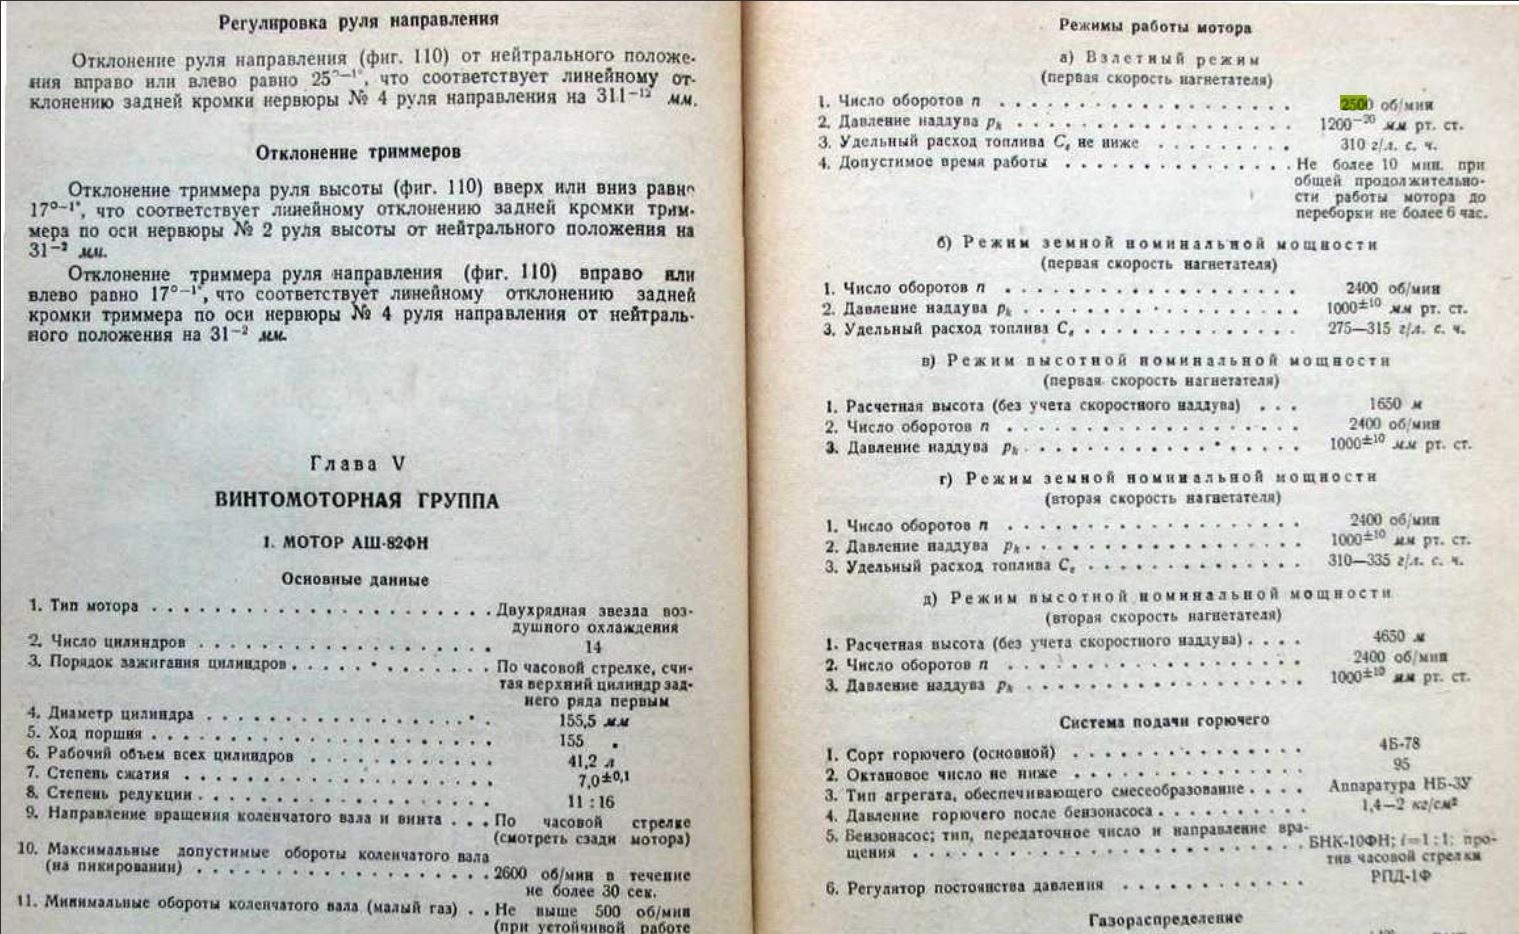 Регулировка руля направления
Отклонение руля направления (фиг. 110) от нейтрального положе-
ния вправо или влево равно 25°⁻¹°, что соответствует линейному от-
клонению задней кромки нервюры № 4 руля направления на 311⁻¹² мм.
Отклонение триммеров
Отклонение триммера руля высоты (фиг. 110) вверх или вниз равно
17°⁻¹°, что соответствует линейному отклонению задней кромки трим-
мера по оси нервюры № 2 руля высоты от нейтрального положения на
31⁻² мм.
Отклонение триммера руля направления (фиг. 110) вправо или
влево равно 17°⁻¹°, что соответствует линейному отклонению задней
кромки триммера по оси нервюры № 4 руля направления от нейтраль-
ного положения на 31⁻² мм.
Глава V
ВИНТОМОТОРНАЯ ГРУППА
1. МОТОР АШ-82ФН
Основные данные
1. Тип мотора . . . Двухрядная звезда воз-
душного охлаждения
2. Число цилиндров . . . 14
3. Порядок зажигания цилиндров . . . По часовой стрелке, счи-
тая верхний цилиндр зад-
него ряда первым
4. Диаметр цилиндра . . . 155,5 мм
5. Ход поршня . . . 155 „
6. Рабочий объем всех цилиндров . . . 41,2 л
7. Степень сжатия . . . 7,0±0,1
8. Степень редукции . . . 11 : 16
9. Направление вращения коленчатого вала и винта . . . По часовой стрелке
(смотреть сзади мотора)
10. Максимальные допустимые обороты коленчатого вала
(на пикировании) . . . 2600 об/мин в течение
не более 30 сек.
11. Минимальные обороты коленчатого вала (малый газ) . . Не выше 500 об/мин
(при устойчивой работе
Режимы работы мотора
а) Взлетный режим
(первая скорость нагнетателя)
1. Число оборотов n . . . 2500 об/мин
2. Давление наддува pₖ . . . 1200⁻²⁰ мм рт. ст.
3. Удельный расход топлива Cₑ не ниже . . . 310 г/л. с. ч.
4. Допустимое время работы . . . Не более 10 мин. при
общей продолжительно-
сти работы мотора до
переборки не более 6 час.
б) Режим земной номинальной мощности
(первая скорость нагнетателя)
1. Число оборотов n . . . 2400 об/мин
2. Давление наддува pₖ . . . 1000±10 мм рт. ст.
3. Удельный расход топлива Cₑ . . . 275—315 г/л. с. ч.
в) Режим высотной номинальной мощности
(первая скорость нагнетателя)
1. Расчетная высота (без учета скоростного наддува) . . . 1650 м
2. Число оборотов n . . . 2400 об/мин
3. Давление наддува pₖ . . . 1000±10 мм рт. ст.
г) Режим земной номинальной мощности
(вторая скорость нагнетателя)
1. Число оборотов n . . . 2400 об/мин
2. Давление наддува pₖ . . . 1000±10 мм рт. ст.
3. Удельный расход топлива Cₑ . . . 310—335 г/л. с. ч.
д) Режим высотной номинальной мощности
(вторая скорость нагнетателя)
1. Расчетная высота (без учета скоростного наддува) . . . 4650 м
2. Число оборотов n . . . 2400 об/мин
3. Давление наддува pₖ . . . 1000±10 мм рт. ст.
Система подачи горючего
1. Сорт горючего (основной) . . . 4Б-78
2. Октановое число не ниже . . . 95
3. Тип агрегата, обеспечивающего смесеобразование . . . Аппаратура НБ-3У
4. Давление горючего после бензонасоса . . . 1,4—2 кг/см²
5. Бензонасос; тип, передаточное число и направление вра-
щения . . . БНК-10ФН; i=1:1; про-
тив часовой стрелки
6. Регулятор постоянства давления . . . РПД-1Ф
Газораспределение